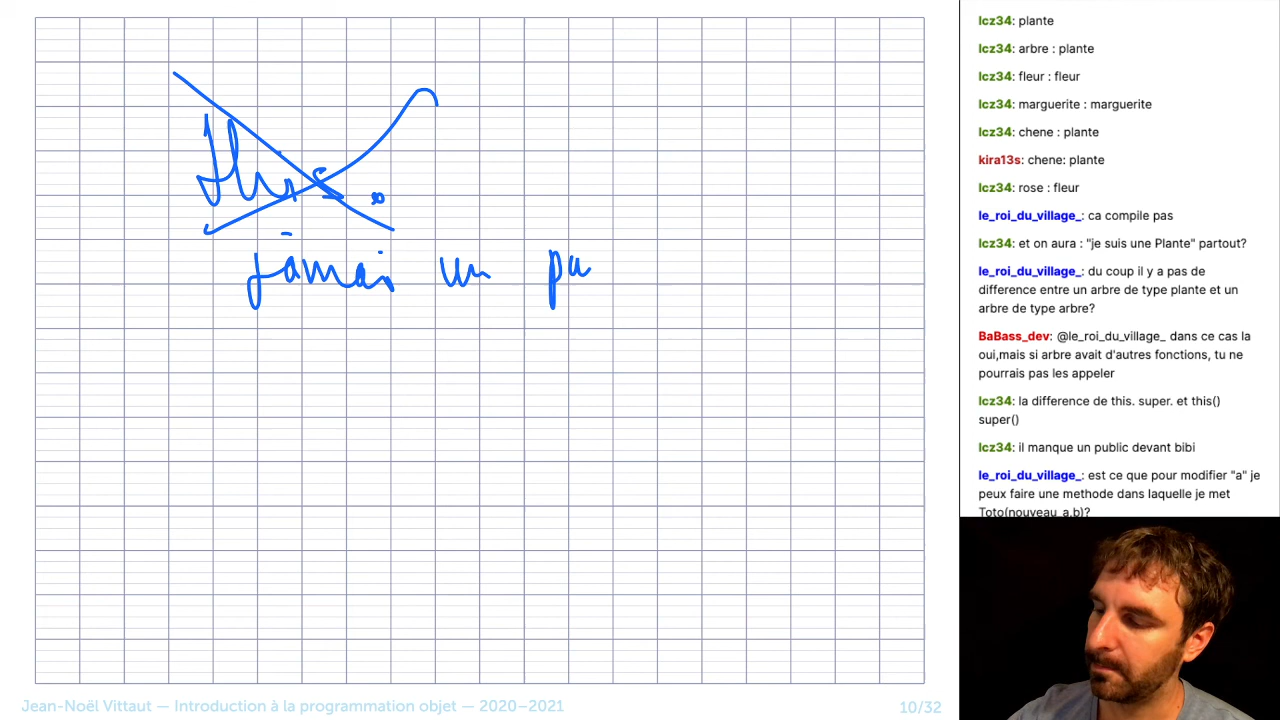 this.
jamais un pu
Jean-Noël Vittaut — Introduction à la programmation objet — 2020–2021
10/32
lcz34: plante
lcz34: arbre : plante
lcz34: fleur : fleur
lcz34: marguerite : marguerite
lcz34: chene : plante
kira13s: chene: plante
lcz34: rose : fleur
le_roi_du_village_: ca compile pas
lcz34: et on aura : "je suis une Plante" partout?
le_roi_du_village_: du coup il y a pas de
difference entre un arbre de type plante et un
arbre de type arbre?
BaBass_dev: @le_roi_du_village_ dans ce cas la
oui,mais si arbre avait d'autres fonctions, tu ne
pourrais pas les appeler
lcz34: la difference de this. super. et this()
super()
lcz34: il manque un public devant bibi
le_roi_du_village_: est ce que pour modifier "a" je
peux faire une methode dans laquelle je met
Toto(nouveau_a,b)?